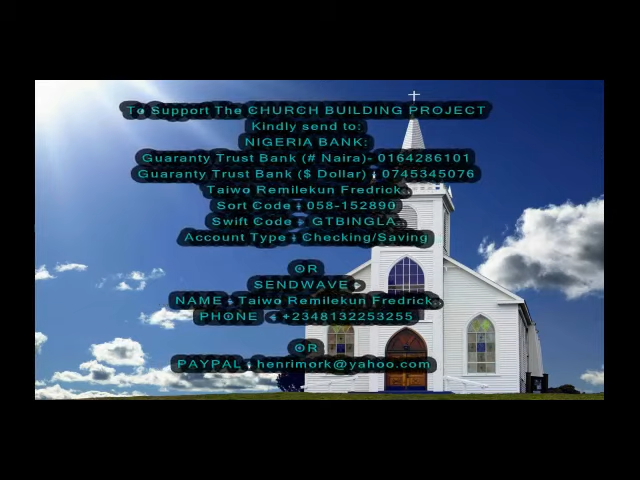 To Support The CHURCH BUILDING PROJECT
Kindly send to:
NIGERIA BANK:
Guaranty Trust Bank (# Naira)- 0164286101
Guaranty Trust Bank ($ Dollar) - 0745345076
Taiwo Remilekun Fredrick.
Sort Code - 058-152890
Swift Code - GTBINGLA.
Account Type - Checking/Saving
OR
SENDWAVE -
NAME - Taiwo Remilekun Fredrick.
PHONE - +2348132253255
OR
PAYPAL - henrimork@yahoo.com